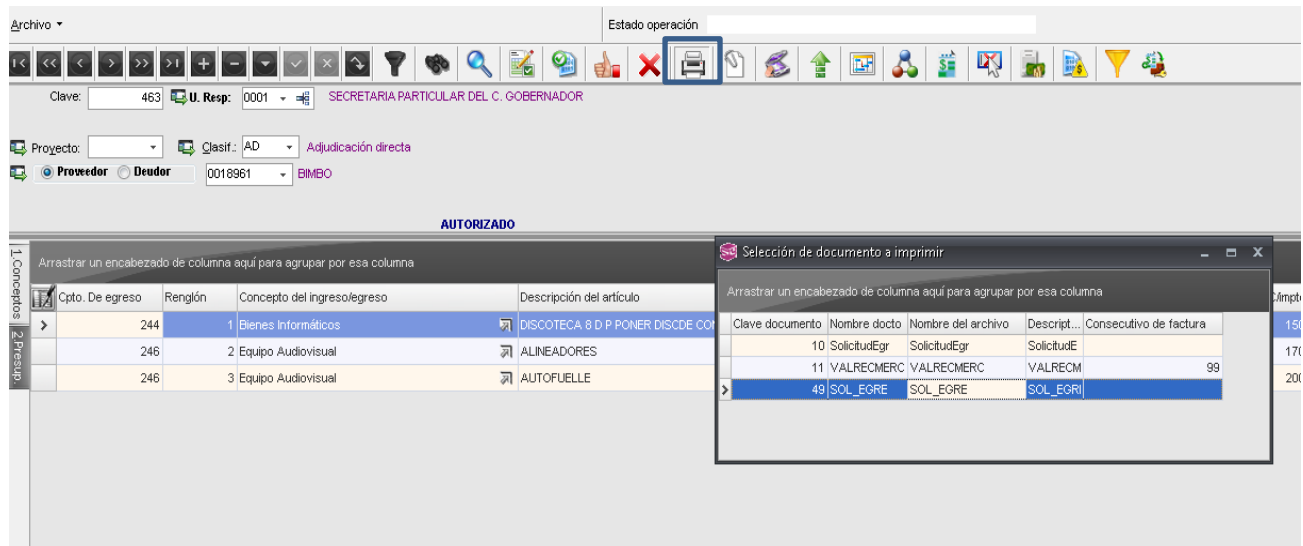 Archivo Estado operación
Clave: 463 U. Resp: 0001 SECRETARIA PARTICULAR DEL C. GOBERNADOR
Proyecto: Clasif.: AD Adjudicación directa
Proveedor Deudor 0018961 BIMBO
AUTORIZADO
1.Conceptos
2.Presup.
Arrastrar un encabezado de columna aquí para agrupar por esa columna
Cpto. De egreso Renglón Concepto del ingreso/egreso Descripción del artículo
244 1 Bienes Informáticos DISCOTECA 8 D P PONER DISCDE CON
246 2 Equipo Audiovisual ALINEADORES
246 3 Equipo Audiovisual AUTOFUELLE
Selección de documento a imprimir
Arrastrar un encabezado de columna aquí para agrupar por esa columna
Clave documento Nombre docto Nombre del archivo Descript... Consecutivo de factura
10 SolicitudEgr SolicitudEgr SolicitudE
11 VALRECMERC VALRECMERC VALRECM 99
49 SOL_EGRE SOL_EGRE SOL_EGRE
150
170
200